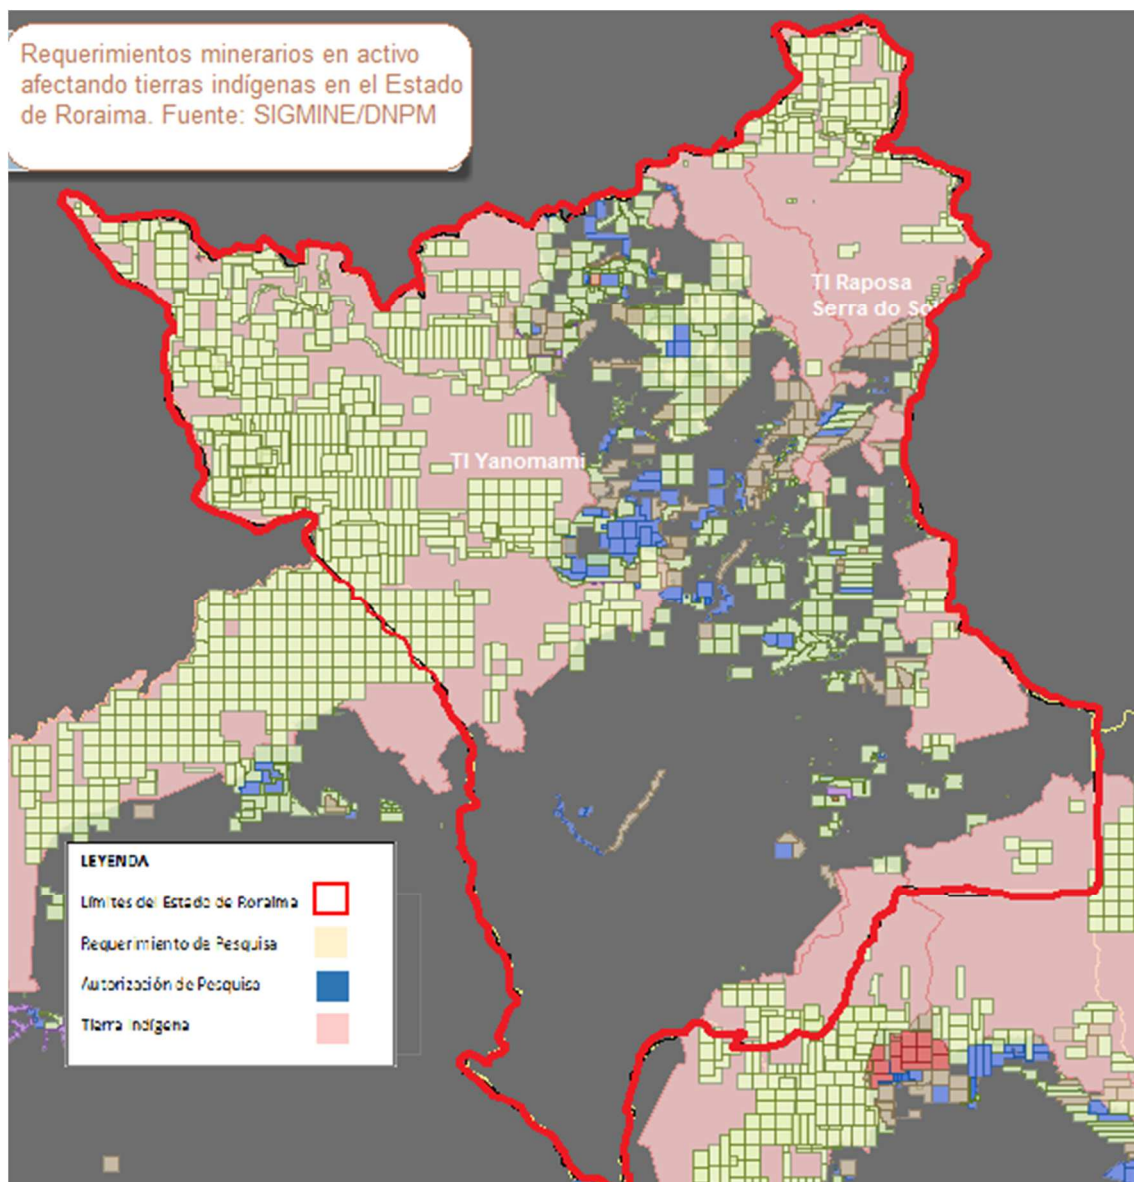 Requerimientos minerarios en activo
afectando tierras indígenas en el Estado
de Roraima. Fuente: SIGMINE/DNPM
TI Raposa
Serra do So
TI Yanomami
LEYENDA
Límites del Estado de Roraima
Requerimiento de Pesquisa
Autorización de Pesquisa
Tierra Indígena